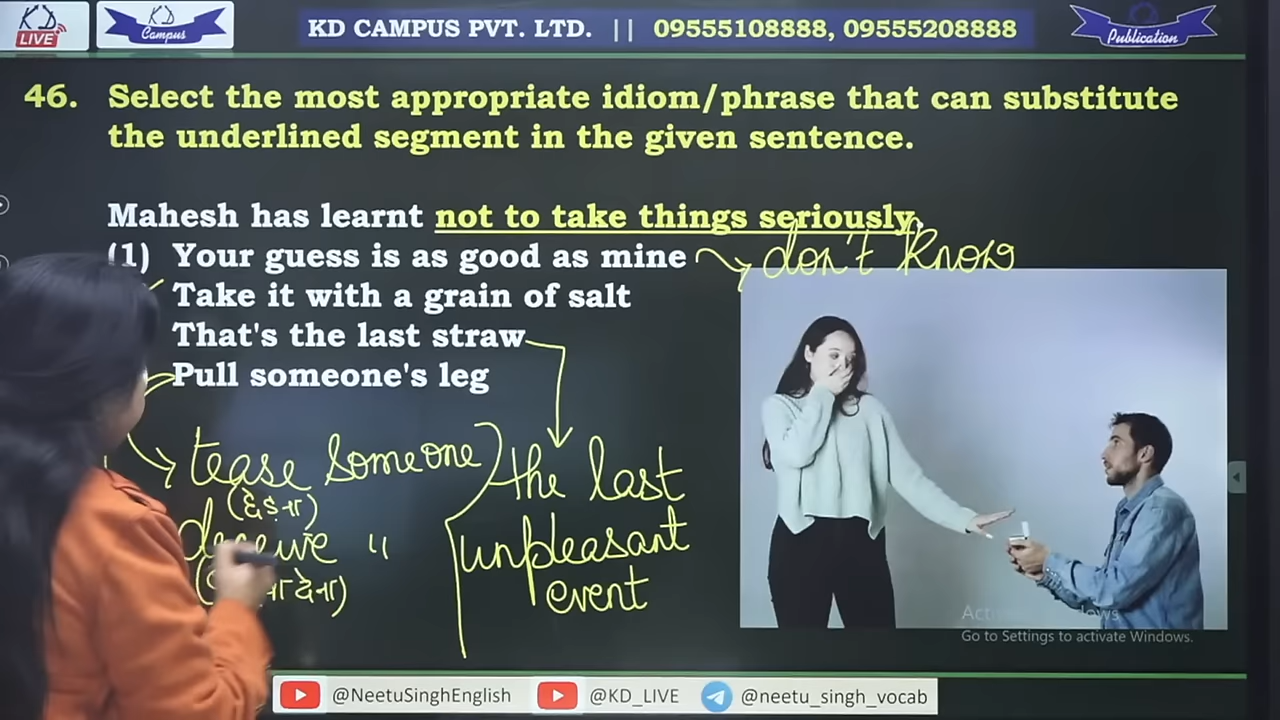 KD
LIVE
KD
Campus
KD CAMPUS PVT. LTD. || 09555108888, 09555208888
Publication
46. Select the most appropriate idiom/phrase that can substitute
the underlined segment in the given sentence.
Mahesh has learnt not to take things seriously.
(1) Your guess is as good as mine don't know
Take it with a grain of salt
That's the last straw
Pull someone's leg
tease someone
(छेड़ना)
deceive "
देना)
the last
unpleasant
event
Go to Settings to activate Windows.
@NeetuSinghEnglish @KD_LIVE @neetu_singh_vocab